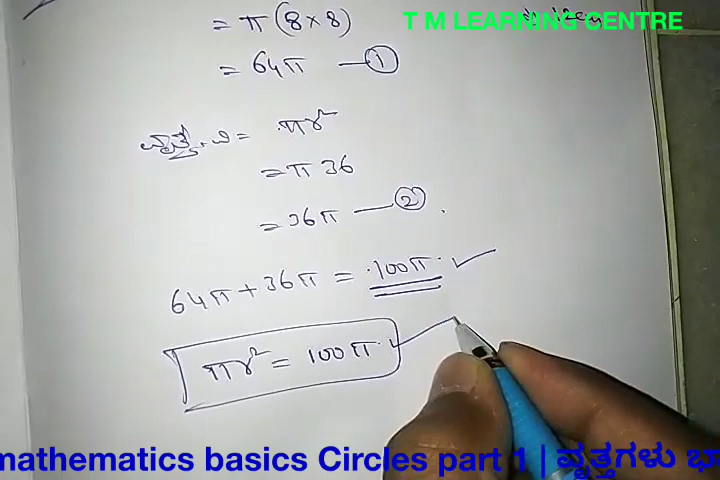 = π (8 × 8)
T M LEARNING CENTRE
= 64π — ①
ವೃತ್ತ. ವಿ = πr²
= π 36
= 36π — ②
64π + 36π = 100π
πr² = 100π
mathematics basics Circles part 1 | ವೃತ್ತಗಳು ಭಾ